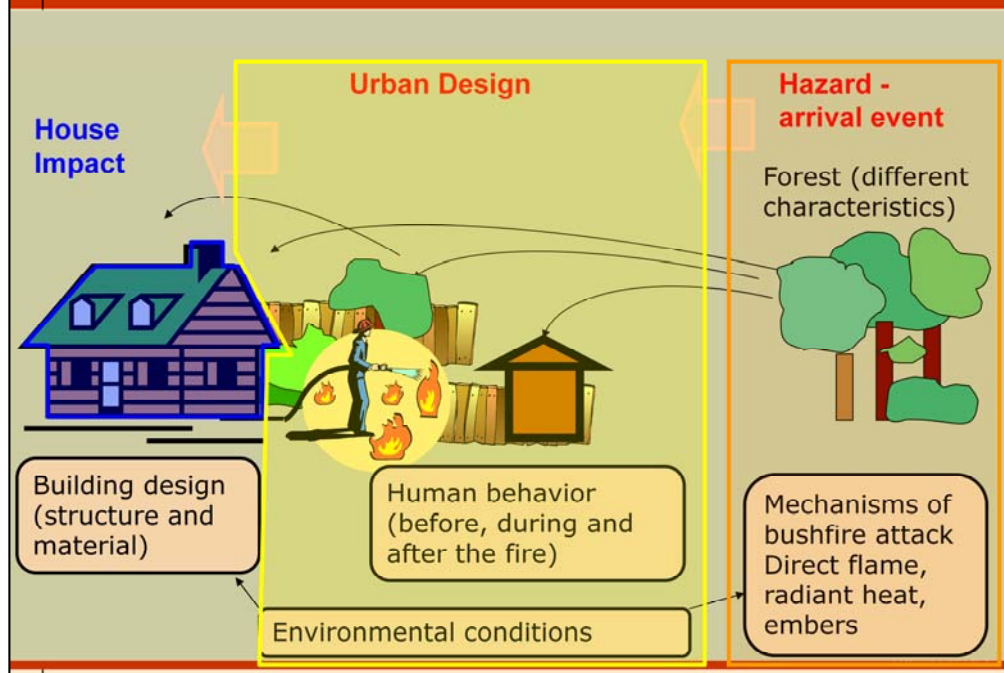 Urban Design
Hazard -
arrival event
House
Impact
Forest (different
characteristics)
Building design
(structure and
material)
Human behavior
(before, during and
after the fire)
Mechanisms of
bushfire attack
Direct flame,
radiant heat,
embers
Environmental conditions